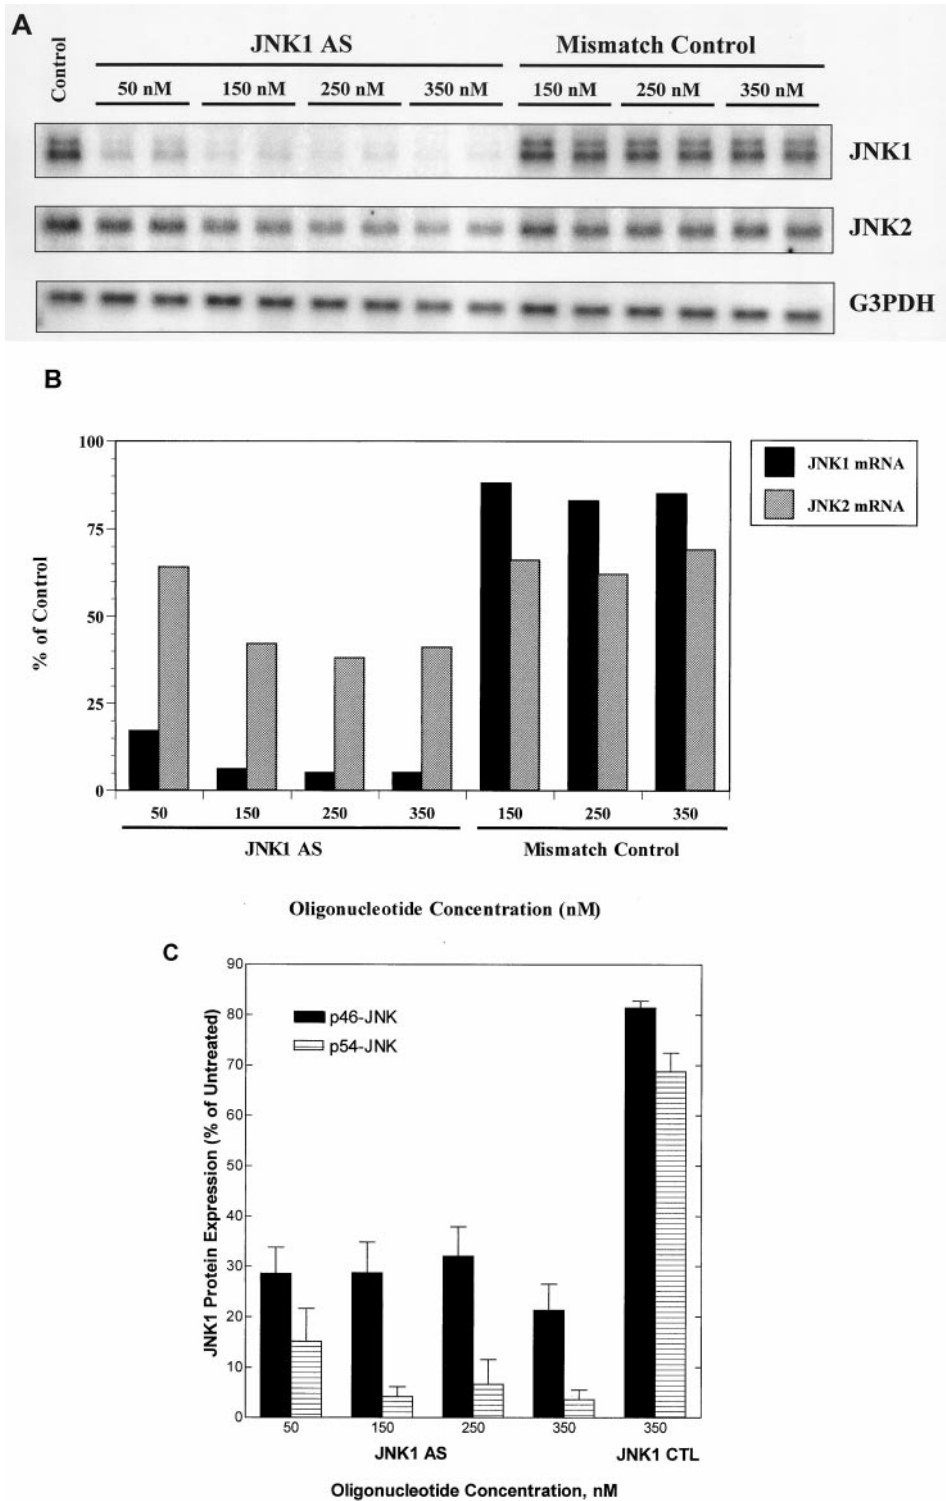 A
Control
JNK1 AS
Mismatch Control
50 nM 150 nM 250 nM 350 nM 150 nM 250 nM 350 nM
JNK1
JNK2
G3PDH
B
% of Control
100
75
50
25
0
JNK1 mRNA
JNK2 mRNA
50 150 250 350 150 250 350
JNK1 AS Mismatch Control
Oligonucleotide Concentration (nM)
C
JNK1 Protein Expression (% of Untreated)
90
80
70
60
50
40
30
20
10
0
p46-JNK
p54-JNK
50 150 250 350 350
JNK1 AS JNK1 CTL
Oligonucleotide Concentration, nM